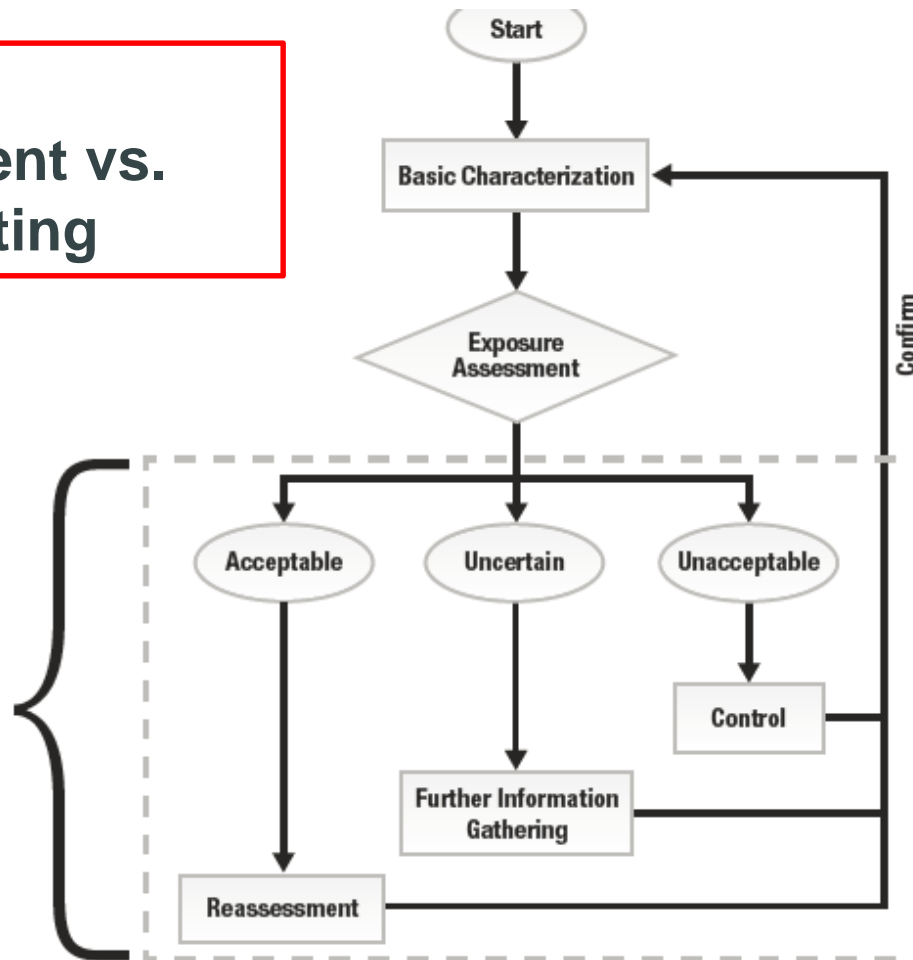 Start
ent vs.
ting
Basic Characterization
Confirm
Exposure
Assessment
Acceptable
Uncertain
Unacceptable
Control
Further Information
Gathering
Reassessment